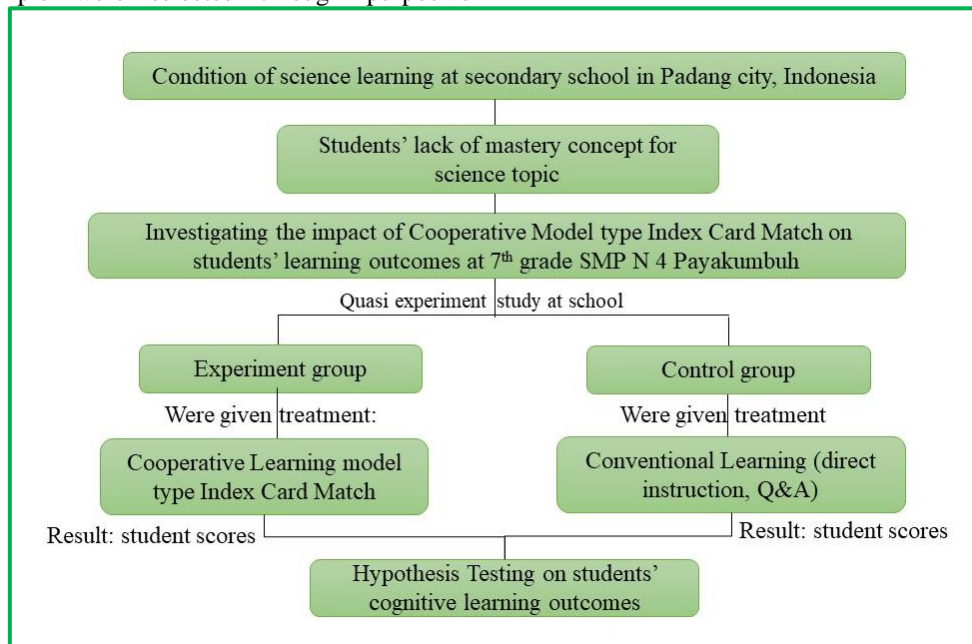 Condition of science learning at secondary school in Padang city, Indonesia
Students' lack of mastery concept for
science topic
Investigating the impact of Cooperative Model type Index Card Match on
students' learning outcomes at 7th grade SMP N 4 Payakumbuh
Quasi experiment study at school
Experiment group
Control group
Were given treatment:
Were given treatment
Cooperative Learning model
type Index Card Match
Conventional Learning (direct
instruction, Q&A)
Result: student scores
Result: student scores
Hypothesis Testing on students'
cognitive learning outcomes